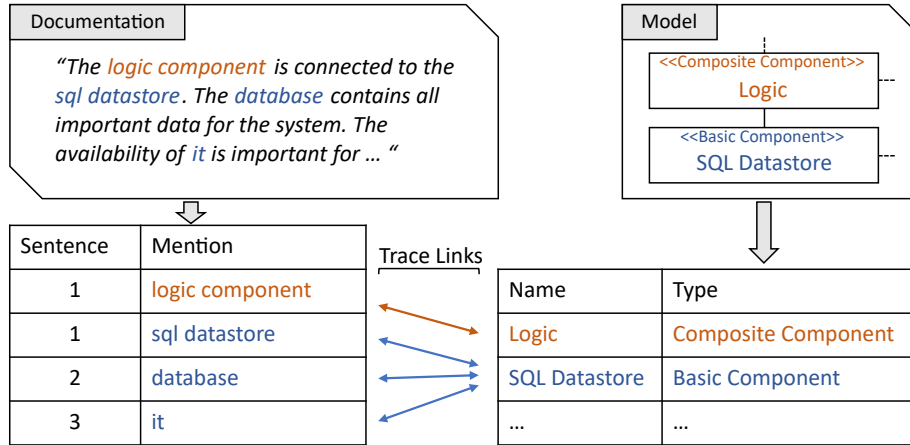 Documentation
“The logic component is connected to the
sql datastore. The database contains all
important data for the system. The
availability of it is important for … “
Model
<<Composite Component>>
Logic
<<Basic Component>>
SQL Datastore
Sentence Mention
1 logic component
1 sql datastore
2 database
3 it
Trace Links
Name Type
Logic Composite Component
SQL Datastore Basic Component
… …